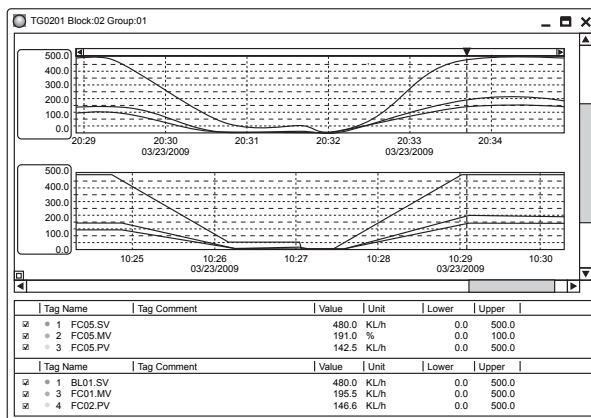 TG0201 Block:02 Group:01
500.0
400.0
300.0
200.0
100.0
0.0
20:29 20:30 20:31 20:32 20:33 20:34
03/23/2009 03/23/2009
500.0
400.0
300.0
200.0
100.0
0.0
10:25 10:26 10:27 10:28 10:29 10:30
03/23/2009 03/23/2009
Tag Name Tag Comment Value Unit Lower Upper
1 FC05.SV 480.0 KL/h 0.0 500.0
2 FC05.MV 191.0 % 0.0 100.0
3 FC05.PV 142.5 KL/h 0.0 500.0
Tag Name Tag Comment Value Unit Lower Upper
1 BL01.SV 480.0 KL/h 0.0 500.0
3 FC01.MV 195.5 KL/h 0.0 500.0
4 FC02.PV 146.6 KL/h 0.0 500.0